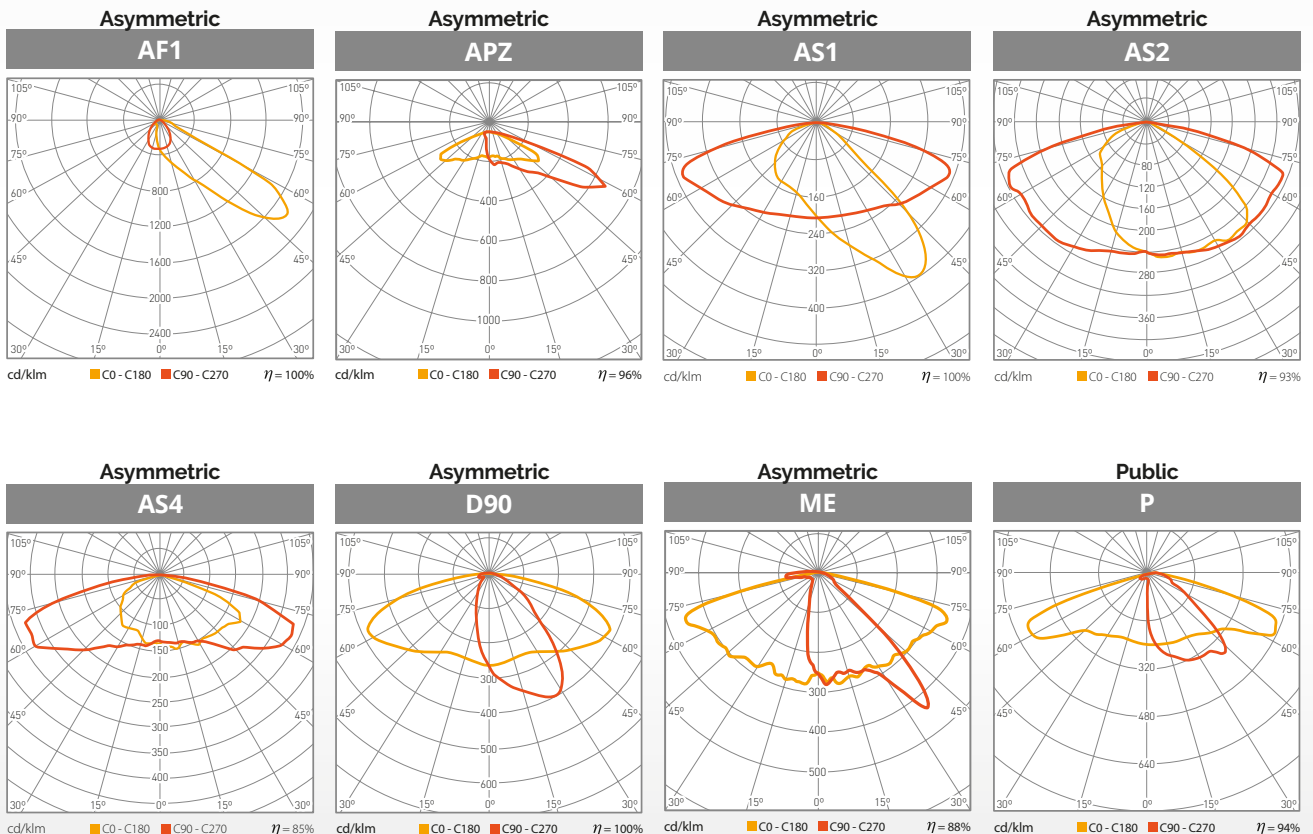 Asymmetric
AF1
105º
105º
90º
90º
75º
75º
60º
60º
45º
45º
30º
15º
0º
15º
30º
800
1200
1600
2000
2400
cd/klm
C0 - C180
C90 - C270
η = 100%
Asymmetric
APZ
105º
105º
90º
90º
75º
75º
60º
60º
45º
45º
30º
15º
0º
15º
30º
400
600
800
1000
cd/klm
C0 - C180
C90 - C270
η = 96%
Asymmetric
AS1
105º
105º
90º
90º
75º
75º
60º
60º
45º
45º
30º
15º
0º
15º
30º
160
240
320
400
cd/klm
C0 - C180
C90 - C270
η = 100%
Asymmetric
AS2
105º
105º
90º
90º
75º
75º
60º
60º
45º
45º
30º
15º
0º
15º
30º
80
120
160
200
280
360
cd/klm
C0 - C180
C90 - C270
η = 93%
Asymmetric
AS4
105º
105º
90º
90º
75º
75º
60º
60º
45º
45º
30º
15º
0º
15º
30º
100
150
200
250
300
350
400
cd/klm
C0 - C180
C90 - C270
η = 85%
Asymmetric
D90
105º
105º
90º
90º
75º
75º
60º
60º
45º
45º
30º
15º
0º
15º
30º
300
400
500
600
cd/klm
C0 - C180
C90 - C270
η = 100%
Asymmetric
ME
105º
105º
90º
90º
75º
75º
60º
60º
45º
45º
30º
15º
0º
15º
30º
300
400
500
cd/klm
C0 - C180
C90 - C270
η = 88%
Public
P
105º
105º
90º
90º
75º
75º
60º
60º
45º
45º
30º
15º
0º
15º
30º
320
480
640
cd/klm
C0 - C180
C90 - C270
η = 94%